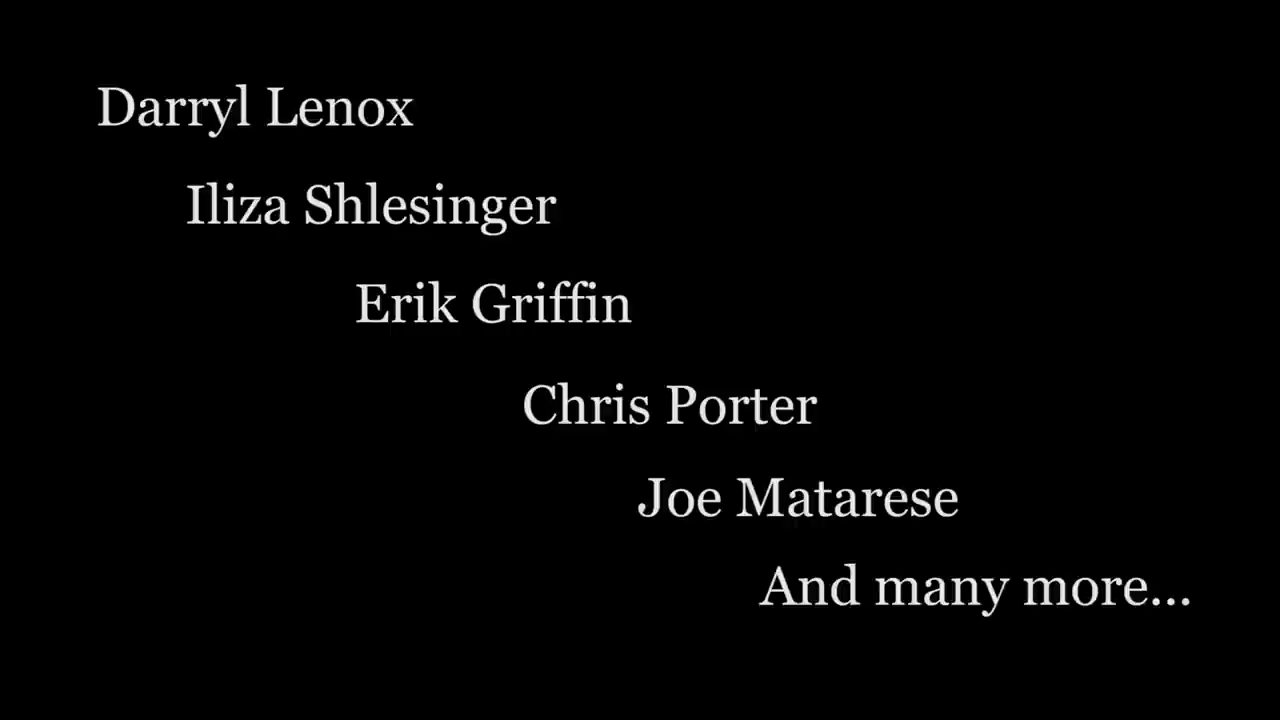 Darryl Lenox
Iliza Shlesinger
Erik Griffin
Chris Porter
Joe Matarese
And many more...